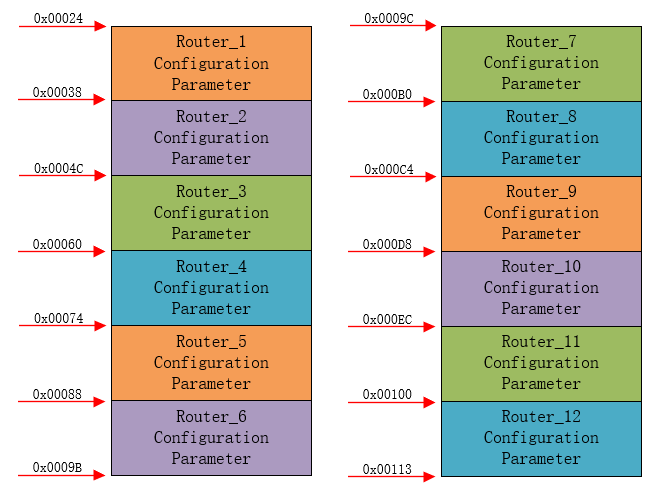 0x00024
Router_1
Configuration
Parameter
0x00038
Router_2
Configuration
Parameter
0x0004C
Router_3
Configuration
Parameter
0x00060
Router_4
Configuration
Parameter
0x00074
Router_5
Configuration
Parameter
0x00088
Router_6
Configuration
Parameter
0x0009B
0x0009C
Router_7
Configuration
Parameter
0x000B0
Router_8
Configuration
Parameter
0x000C4
Router_9
Configuration
Parameter
0x000D8
Router_10
Configuration
Parameter
0x000EC
Router_11
Configuration
Parameter
0x00100
Router_12
Configuration
Parameter
0x00113